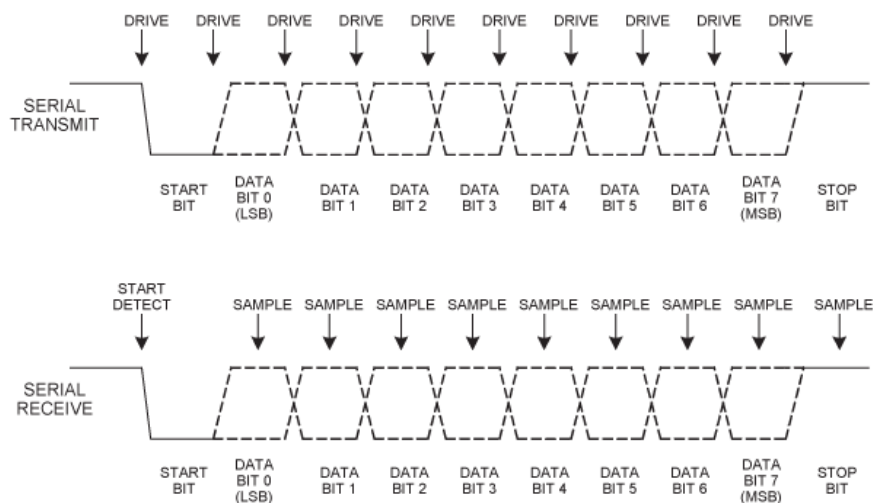 DRIVE DRIVE DRIVE DRIVE DRIVE DRIVE DRIVE DRIVE DRIVE DRIVE
SERIAL
TRANSMIT
START
BIT
DATA
BIT 0
(LSB)
DATA
BIT 1
DATA
BIT 2
DATA
BIT 3
DATA
BIT 4
DATA
BIT 5
DATA
BIT 6
DATA
BIT 7
(MSB)
STOP
BIT
START
DETECT
SAMPLE SAMPLE SAMPLE SAMPLE SAMPLE SAMPLE SAMPLE SAMPLE SAMPLE
SERIAL
RECEIVE
START
BIT
DATA
BIT 0
(LSB)
DATA
BIT 1
DATA
BIT 2
DATA
BIT 3
DATA
BIT 4
DATA
BIT 5
DATA
BIT 6
DATA
BIT 7
(MSB)
STOP
BIT